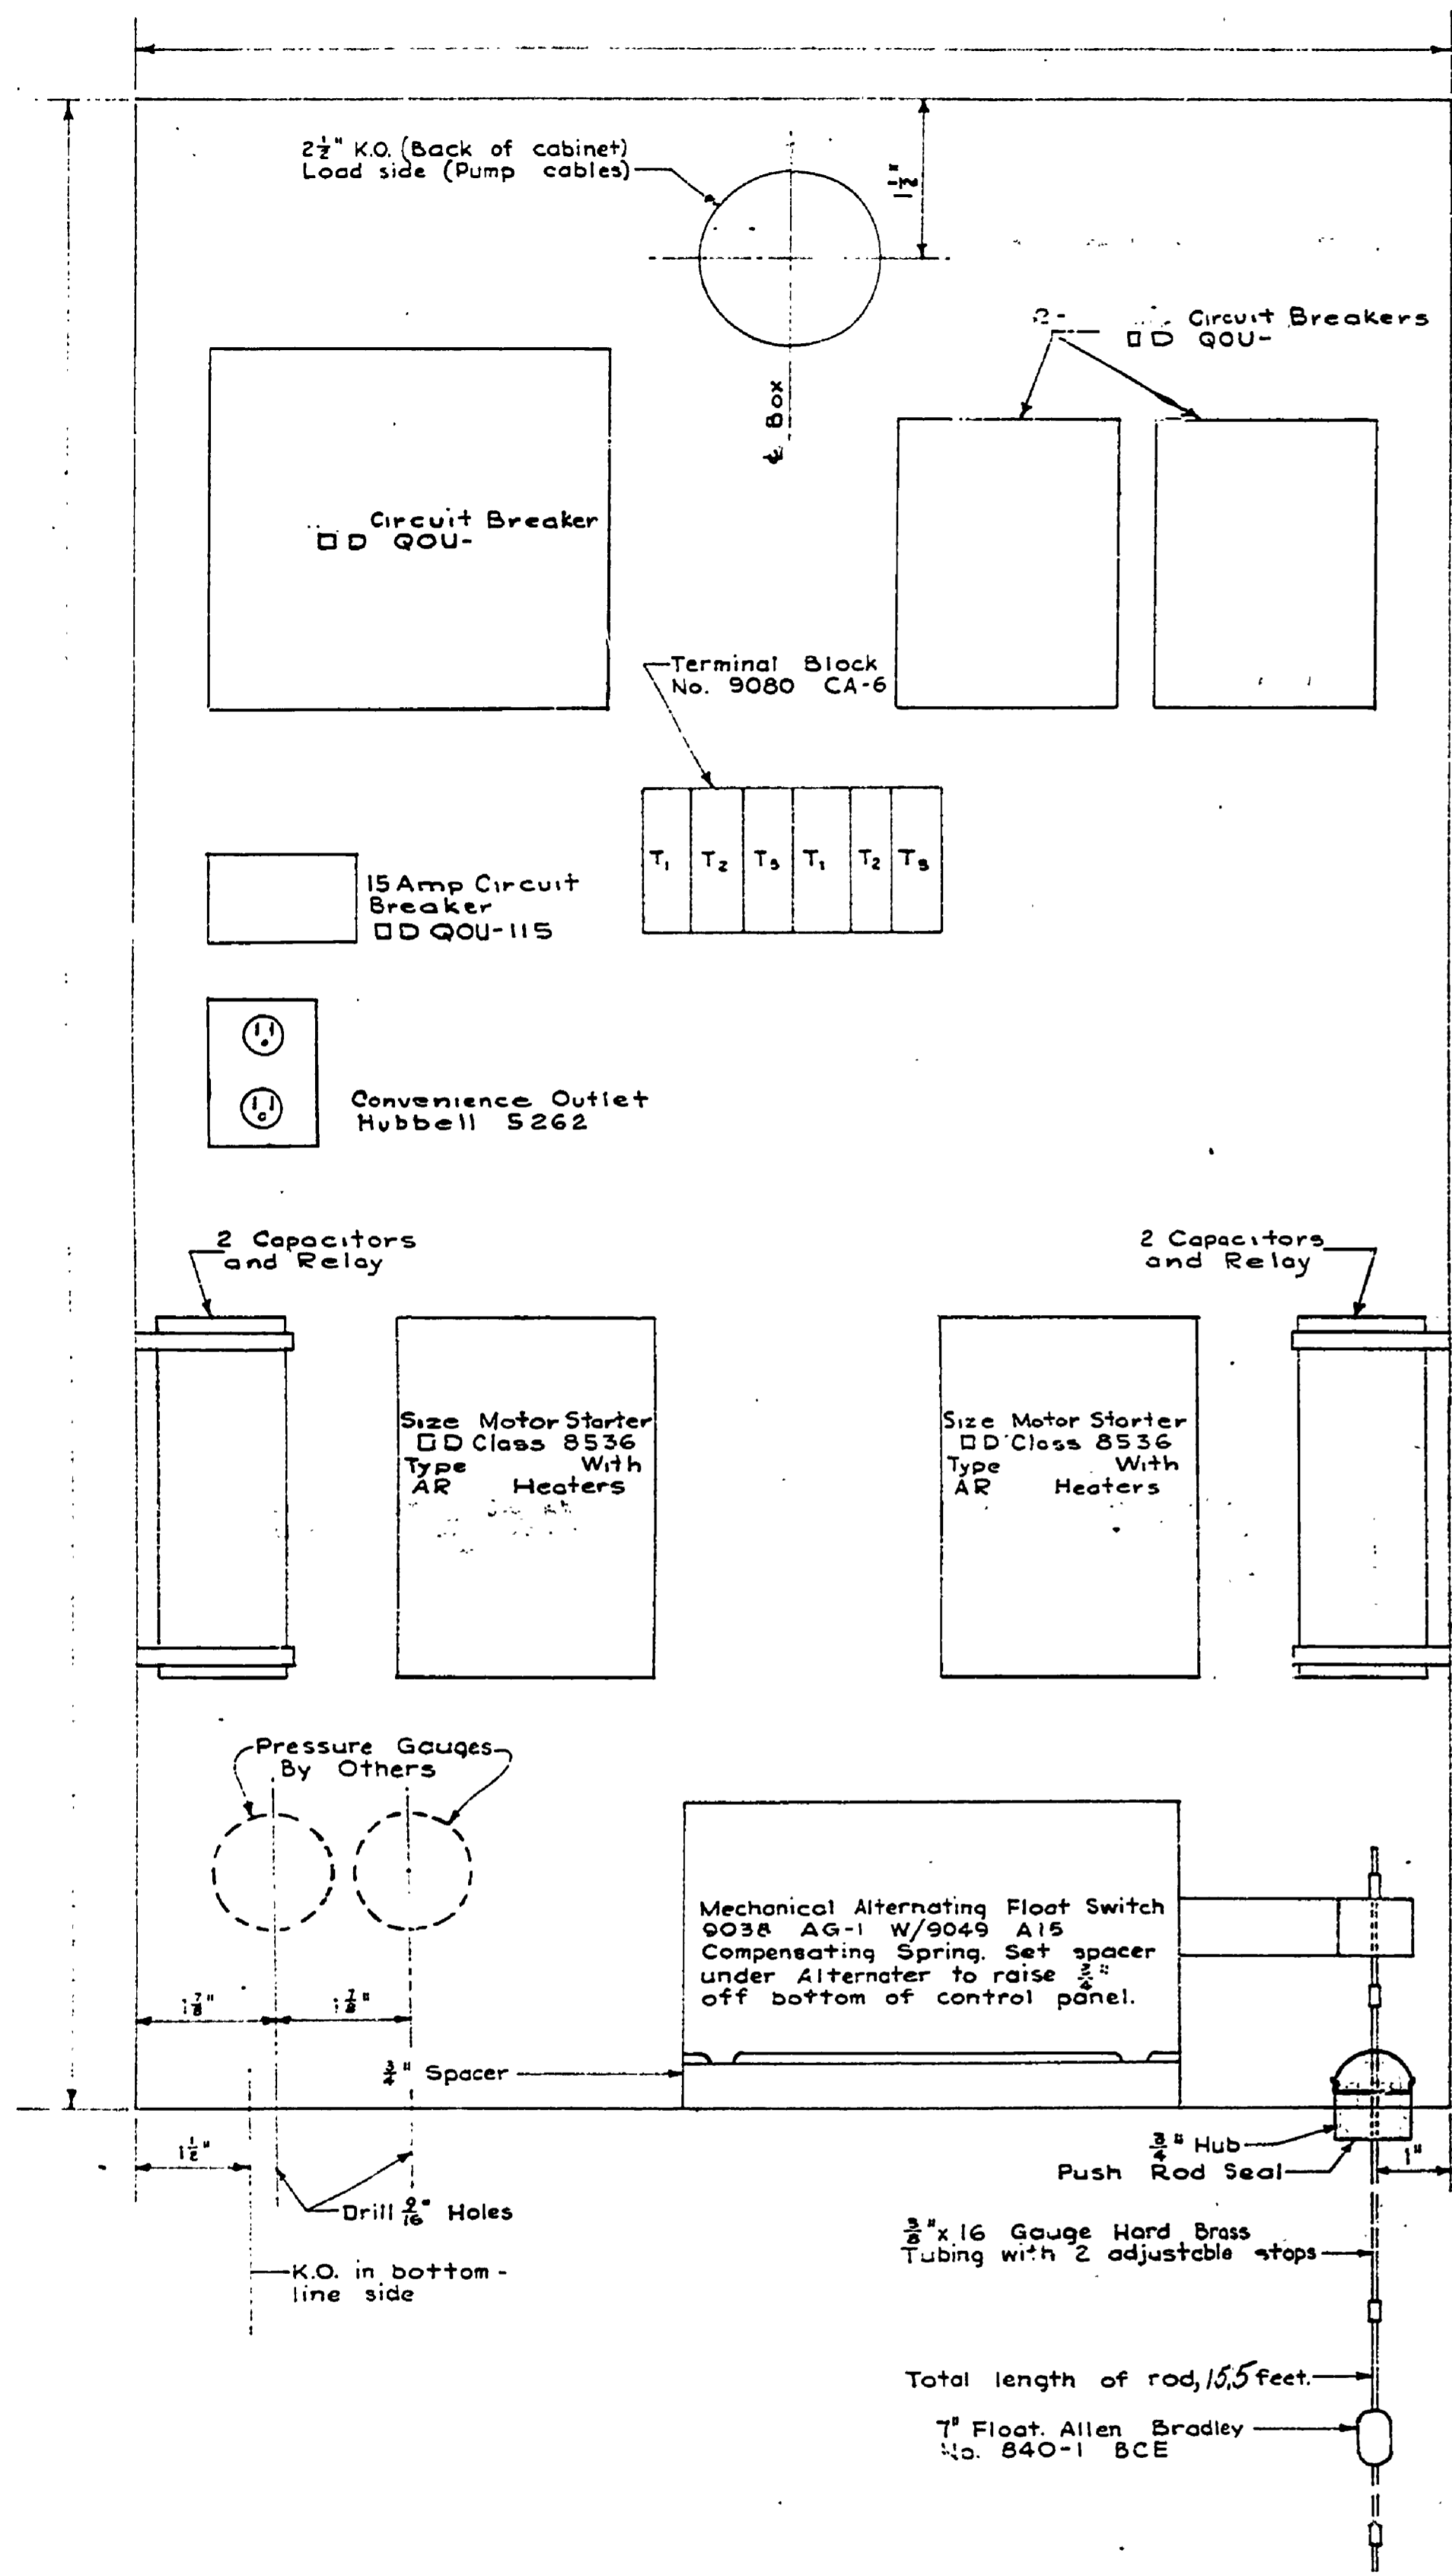 2½" K.O. (Back of cabinet)
Load side (Pump cables)
1½"
℄ Box
2- Circuit Breakers
□D QOU-
Circuit Breaker
□D QOU-
Terminal Block
No. 9080 CA-6
T₁ T₂ T₃ T₁ T₂ T₃
15 Amp Circuit
Breaker
□D QOU-115
Convenience Outlet
Hubbell 5262
2 Capacitors
and Relay
2 Capacitors
and Relay
Size Motor Starter
□D Class 8536
Type With
AR Heaters
Size Motor Starter
□D Class 8536
Type With
AR Heaters
Pressure Gauges
By Others
Mechanical Alternating Float Switch
9038 AG-1 W/9049 A15
Compensating Spring. Set spacer
under Alternater to raise ¾"
off bottom of control panel.
1⅞"
1⅞"
¾" Spacer
1½"
¾" Hub
Push Rod Seal
1"
Drill 9/16" Holes
K.O. in bottom -
line side
⅜" x 16 Gauge Hard Brass
Tubing with 2 adjustable stops
Total length of rod, 15.5 feet.
7" Float. Allen Bradley
No. 840-1 BCE